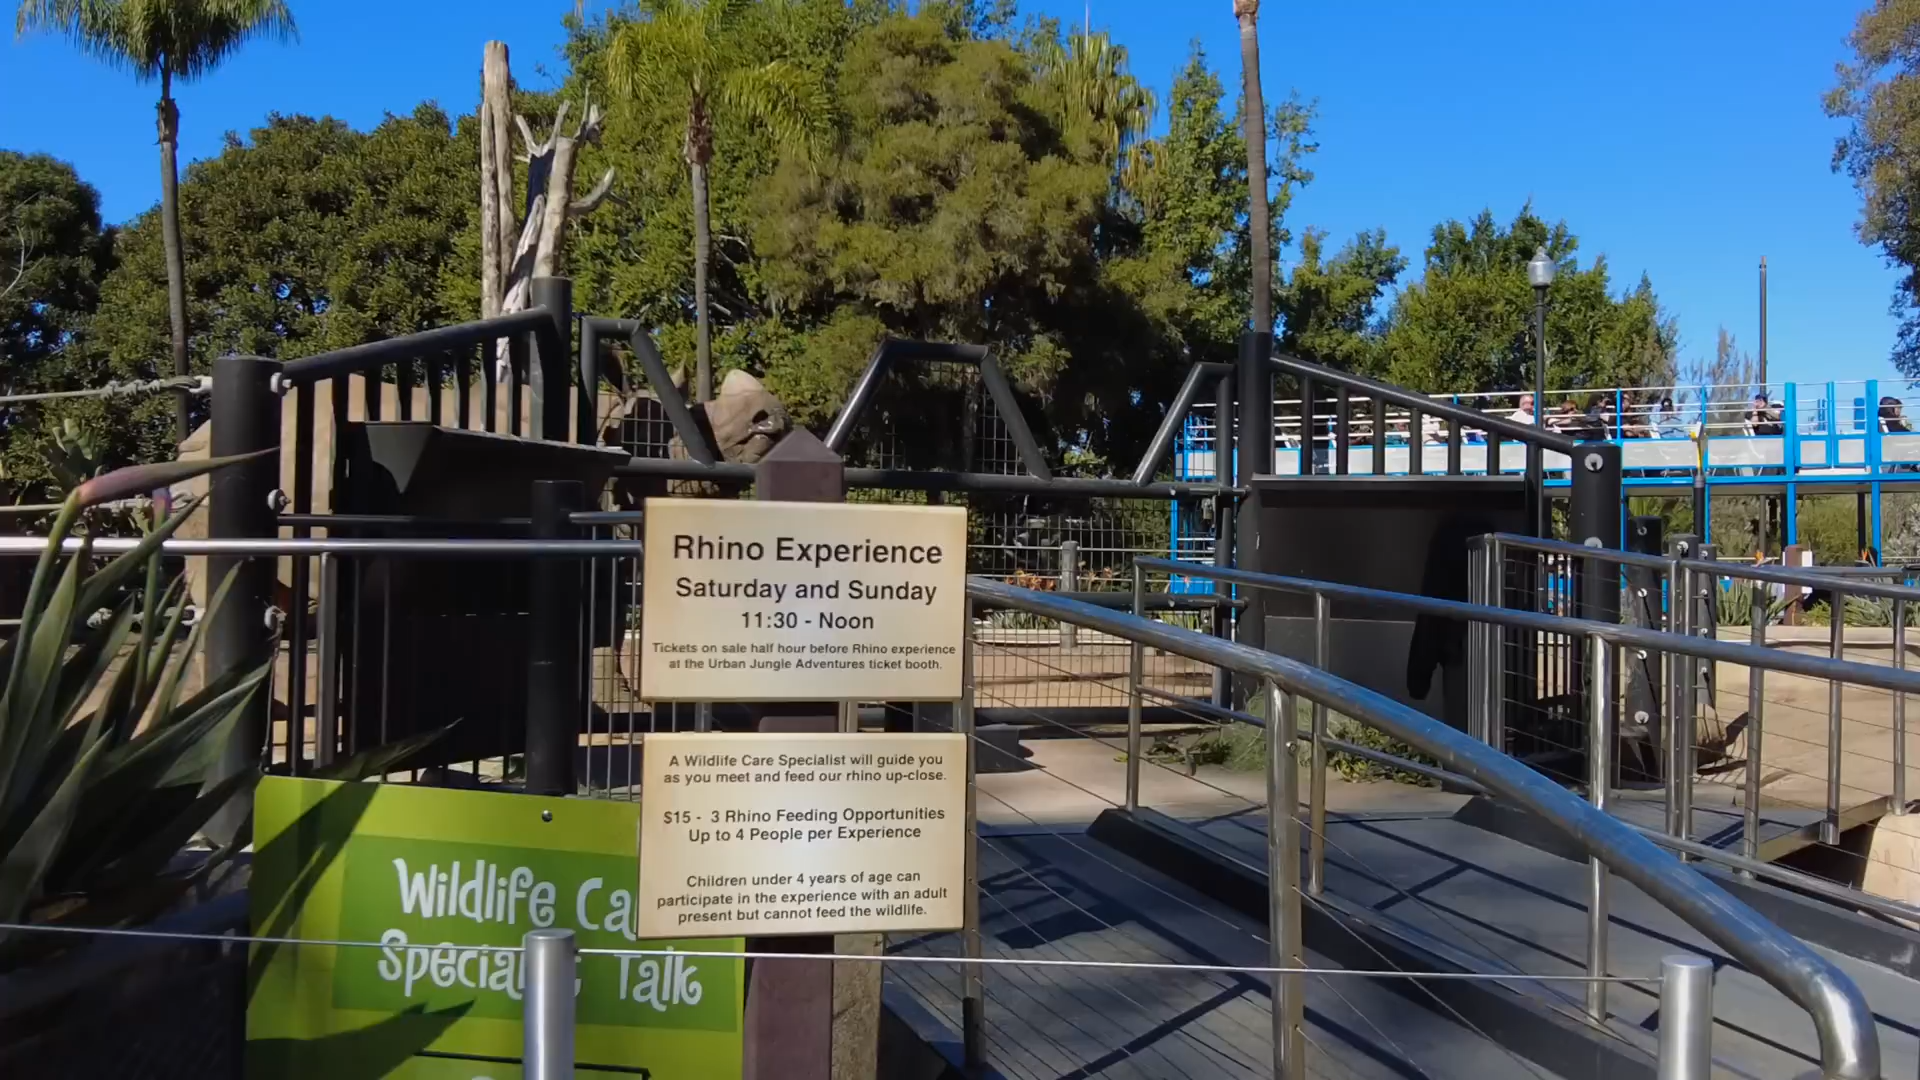 Rhino Experience
Saturday and Sunday
11:30 - Noon
Tickets on sale half hour before Rhino experience
at the Urban Jungle Adventures ticket booth.
A Wildlife Care Specialist will guide you
as you meet and feed our rhino up-close.
$15 - 3 Rhino Feeding Opportunities
Up to 4 People per Experience
Children under 4 years of age can
participate in the experience with an adult
present but cannot feed the wildlife.
Wildlife Ca
Special Talk